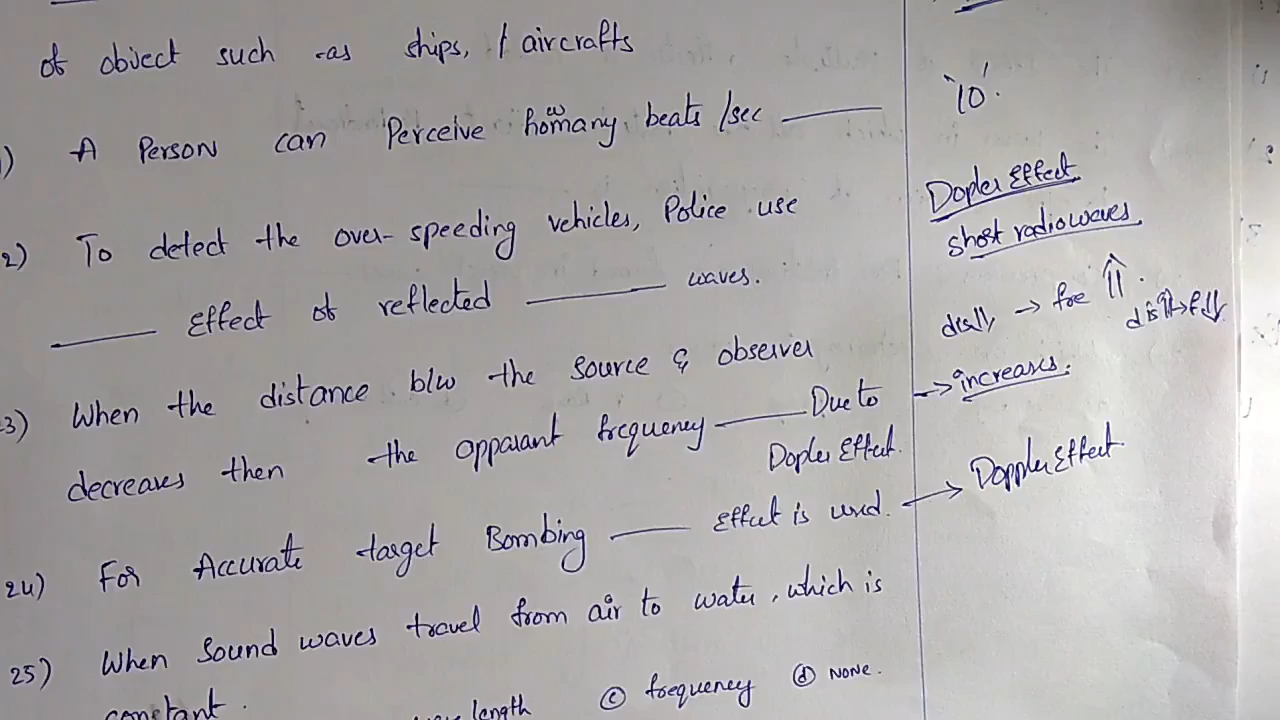 of object such as ships, / aircrafts
1) A Person can Perceive howmany beats /sec ______ '10'.
2) To detect the over-speeding vehicles, Police use
Dopler Effect
short radiowaves
______ Effect of reflected ______ waves.
3) When the distance b/w the source & observer
decreases then the apparant frequency ______ Due to → increases.
Dopler Effect.
24) For Accurate target Bombing ______ Effect is used. → Doppler Effect
25) When sound waves travel from air to water, which is
constant. length ⓒ frequency ⓓ NONE.